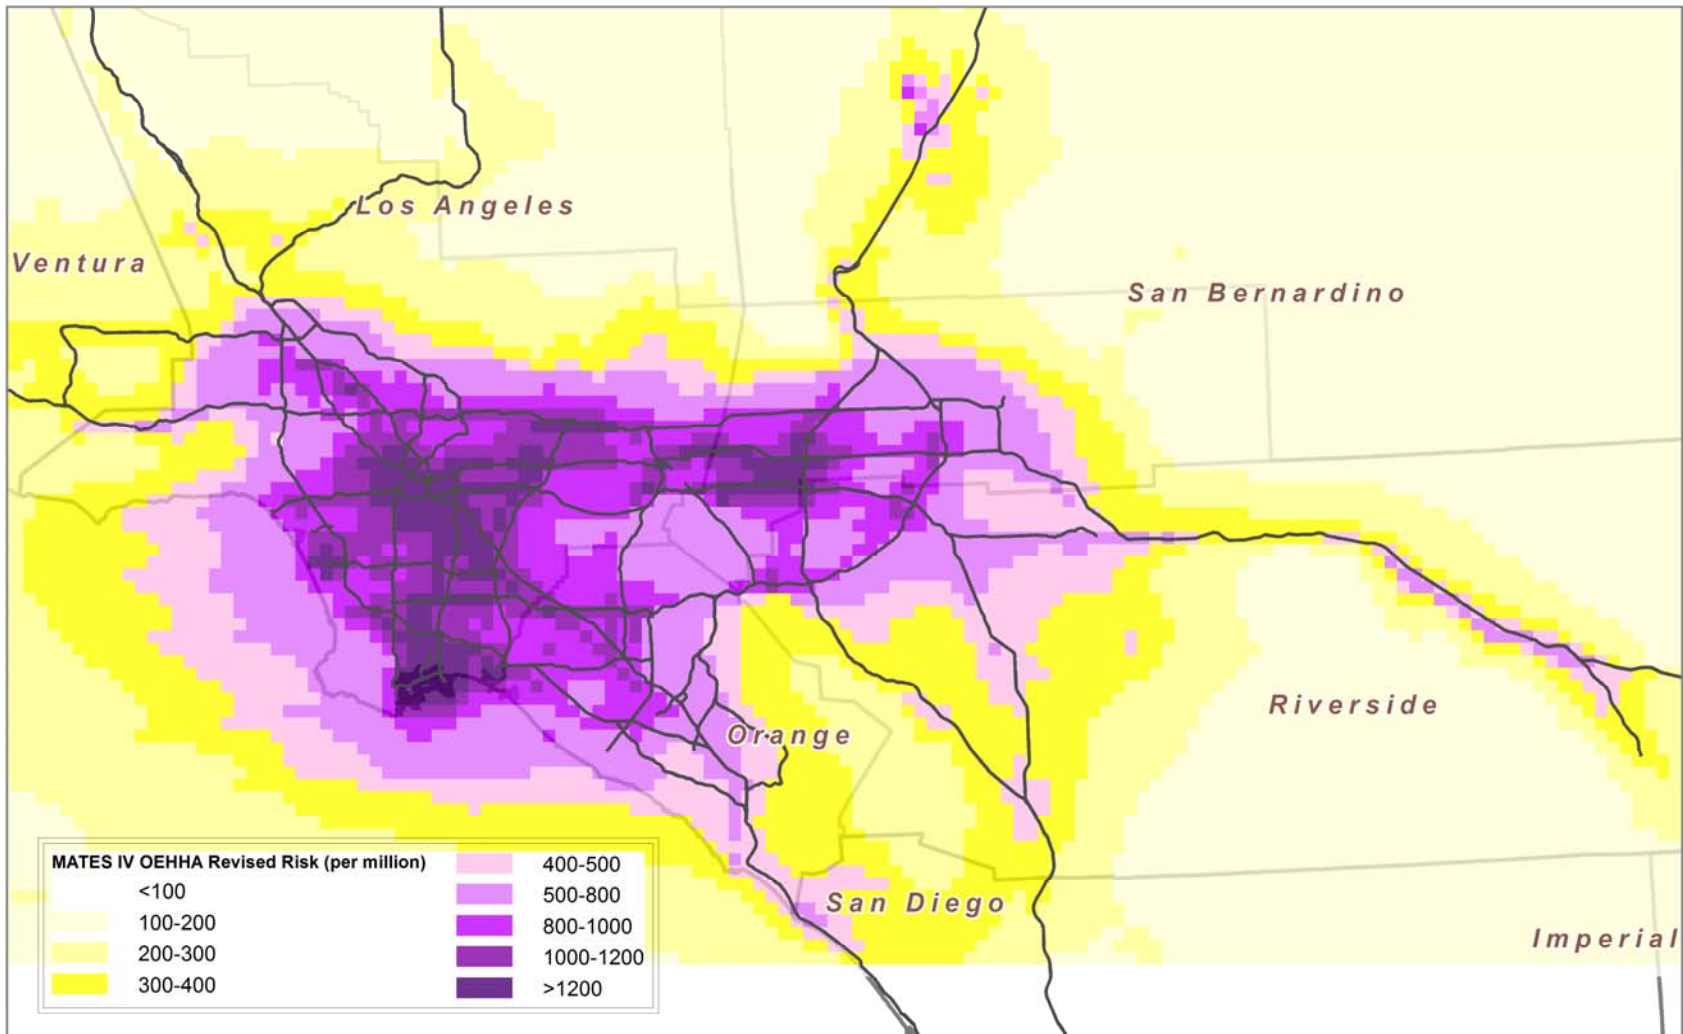 Los Angeles
Ventura
San Bernardino
Riverside
Orange
San Diego
Imperial
MATES IV OEHHA Revised Risk (per million)
<100
100-200
200-300
300-400
400-500
500-800
800-1000
1000-1200
>1200